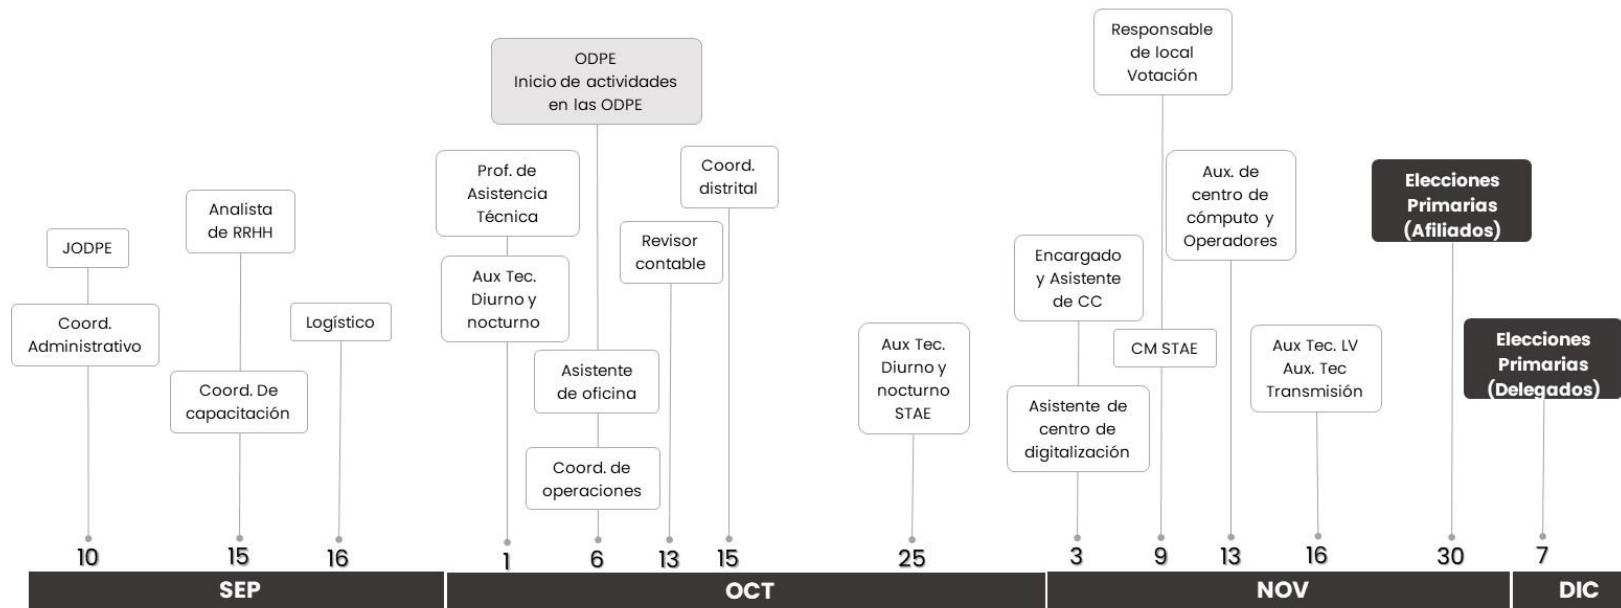 JODPE
Coord.
Administrativo
10
Analista
de RRHH
Coord. De
capacitación
15
Logístico
16
SEP
Prof. de
Asistencia
Técnica
Aux Tec.
Diurno y
nocturno
1
ODPE
Inicio de actividades
en las ODPE
Asistente
de oficina
Coord. de
operaciones
6
Revisor
contable
13
Coord.
distrital
15
Aux Tec.
Diurno y
nocturno
STAE
25
OCT
Encargado
y Asistente
de CC
Asistente de
centro de
digitalización
3
Responsable
de local
Votación
CM STAE
9
Aux. de
centro de
cómputo y
Operadores
13
Aux Tec. LV
Aux. Tec
Transmisión
16
Elecciones
Primarias
(Afiliados)
30
NOV
Elecciones
Primarias
(Delegados)
7
DIC